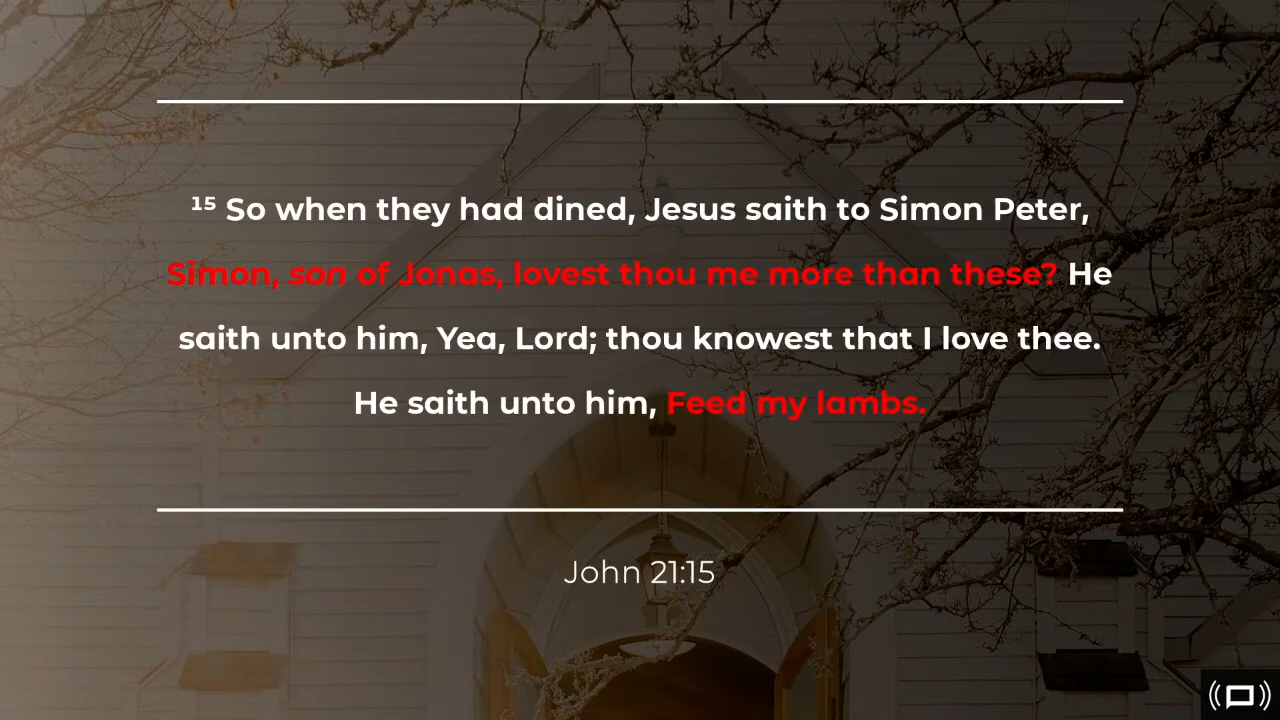 ¹⁵ So when they had dined, Jesus saith to Simon Peter,
Simon, son of Jonas, lovest thou me more than these? He
saith unto him, Yea, Lord; thou knowest that I love thee.
He saith unto him, Feed my lambs.
John 21:15